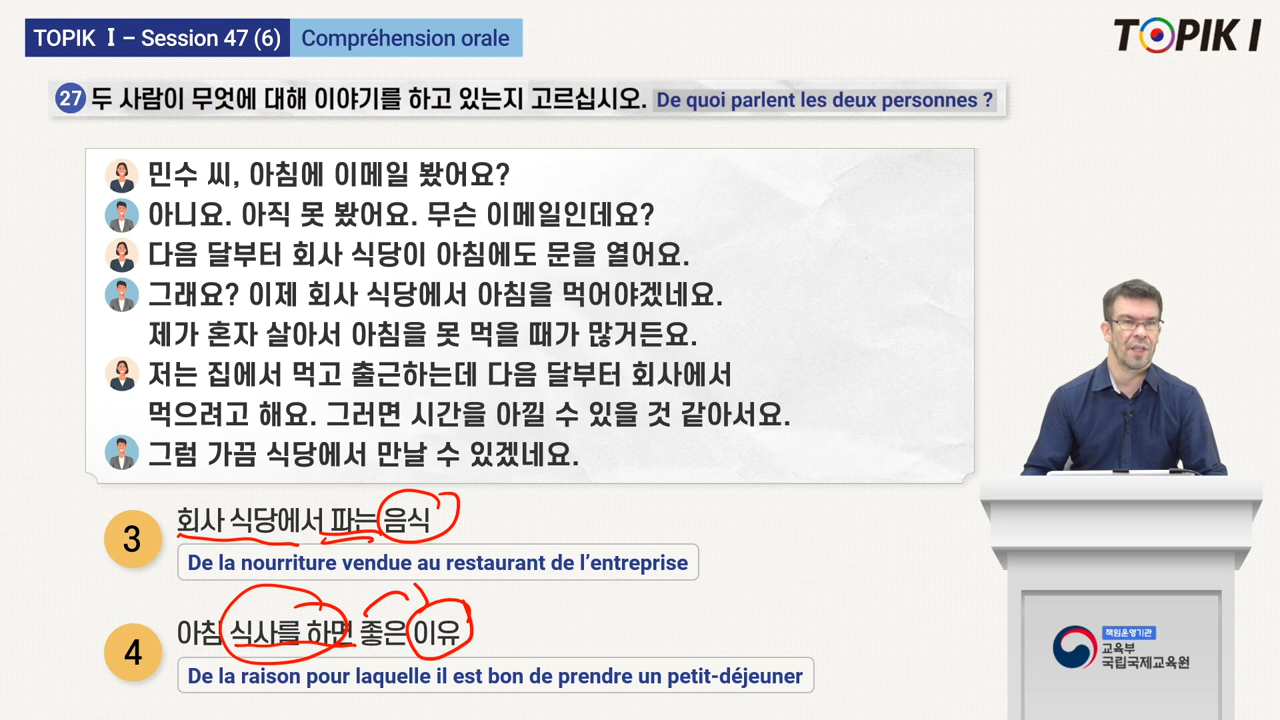 TOPIK I – Session 47 (6) Compréhension orale
TOPIK I
27 두 사람이 무엇에 대해 이야기를 하고 있는지 고르십시오. De quoi parlent les deux personnes ?
민수 씨, 아침에 이메일 봤어요?
아니요. 아직 못 봤어요. 무슨 이메일인데요?
다음 달부터 회사 식당이 아침에도 문을 열어요.
그래요? 이제 회사 식당에서 아침을 먹어야겠네요.
제가 혼자 살아서 아침을 못 먹을 때가 많거든요.
저는 집에서 먹고 출근하는데 다음 달부터 회사에서
먹으려고 해요. 그러면 시간을 아낄 수 있을 것 같아서요.
그럼 가끔 식당에서 만날 수 있겠네요.
3 회사 식당에서 파는 음식
De la nourriture vendue au restaurant de l’entreprise
4 아침 식사를 하면 좋은 이유
De la raison pour laquelle il est bon de prendre un petit-déjeuner
책임운영기관
교육부
국립국제교육원